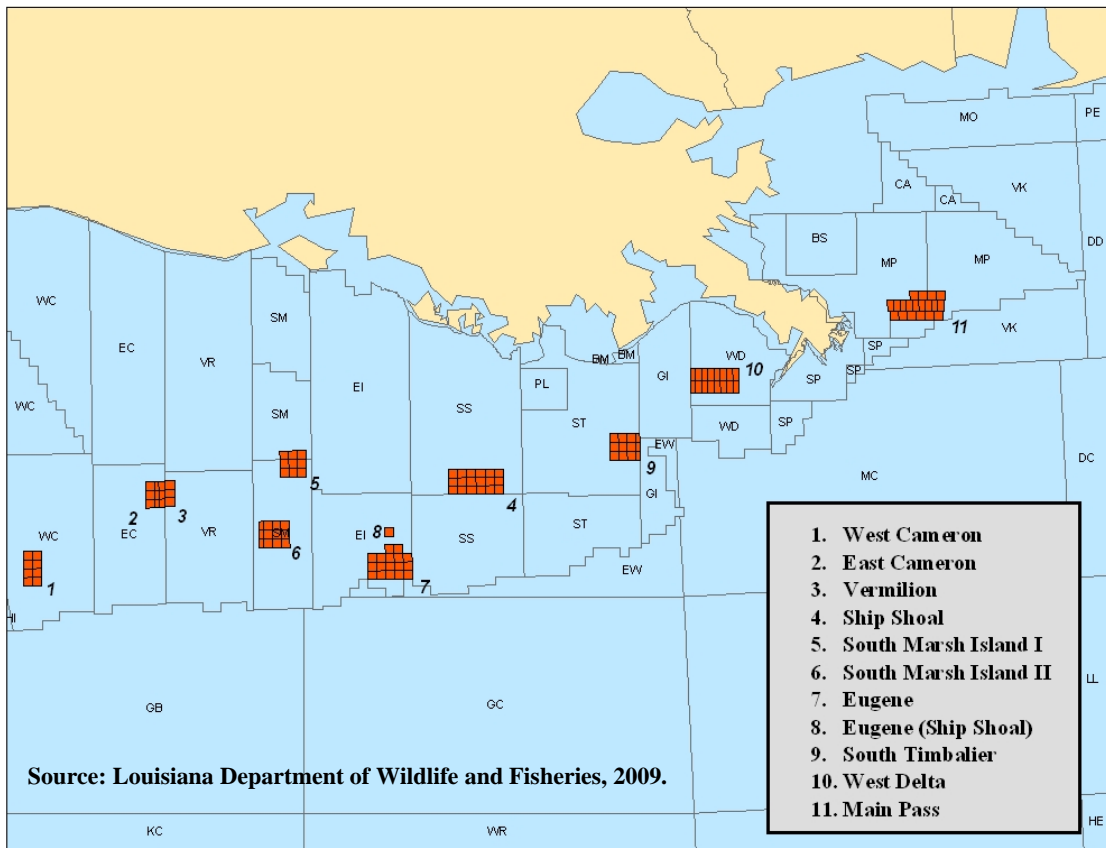 MO
PE
CA
VK
CA
BS
MP
MP
DD
WC
SM
EC
VR
11
VK
WD
10
SP
BM
BM
EI
GI
SP
PL
SP
WC
SS
ST
SM
WD
SP
EW
9
DC
5
GI
MC
2
3
4
WC
EC
VR
SM
6
EI
8
SS
ST
EW
1
7
HI
GB
GC
LF
Source: Louisiana Department of Wildlife and Fisheries, 2009.
KC
WR
HE
1. West Cameron
2. East Cameron
3. Vermilion
4. Ship Shoal
5. South Marsh Island I
6. South Marsh Island II
7. Eugene
8. Eugene (Ship Shoal)
9. South Timbalier
10. West Delta
11. Main Pass